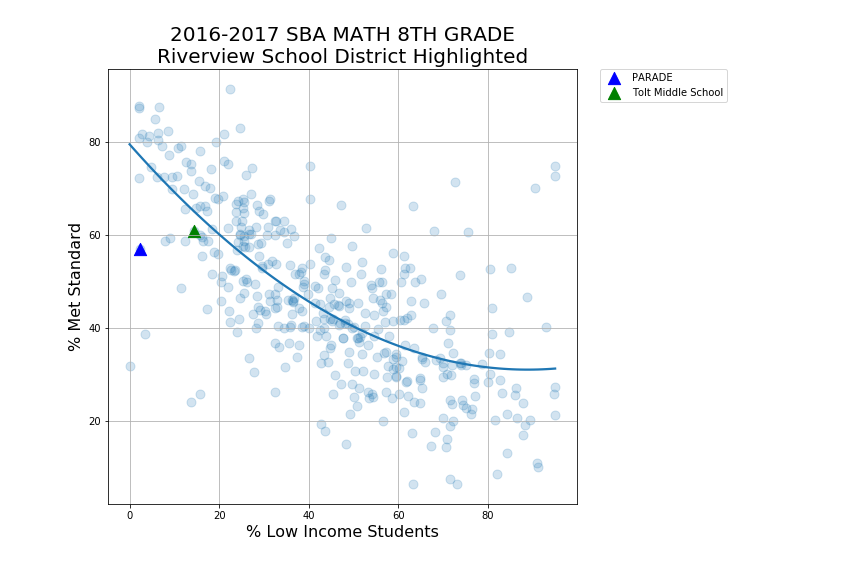 2016-2017 SBA MATH 8TH GRADE
Riverview School District Highlighted
PARADE
Tolt Middle School
% Met Standard
80
60
40
20
0
20
40
60
80
% Low Income Students